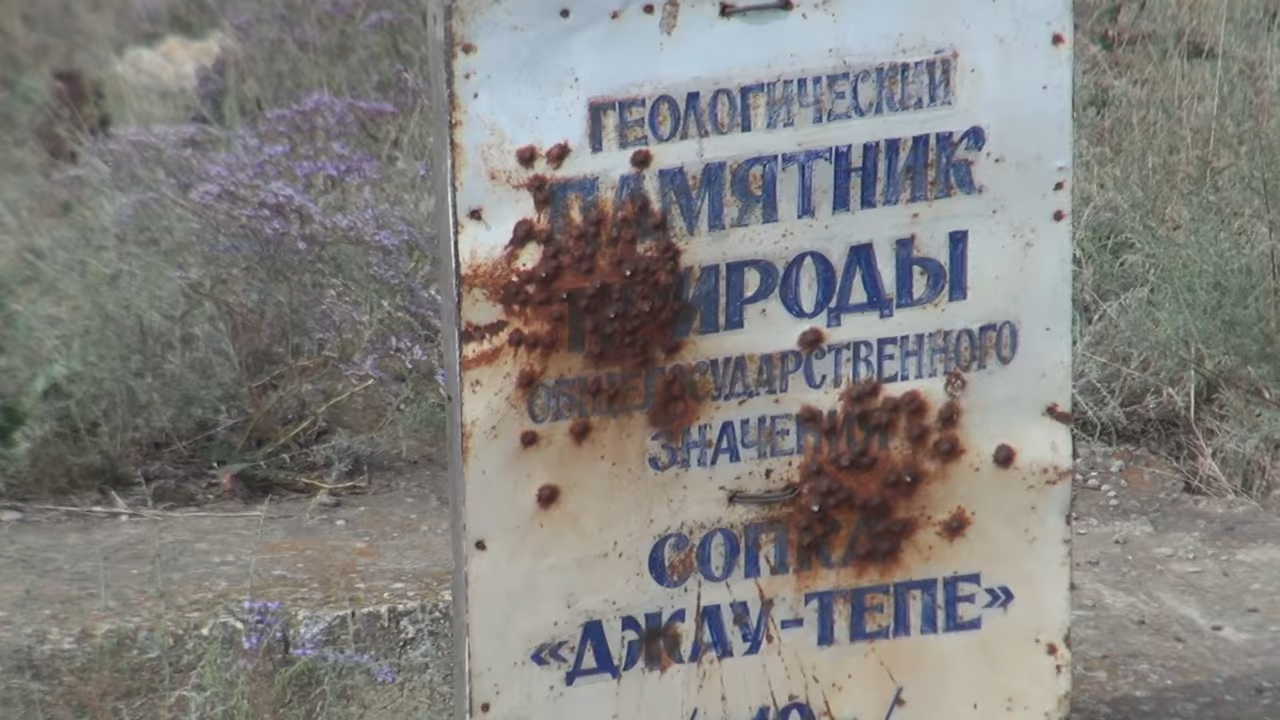 ГЕОЛОГИЧЕСКИЙ
ПАМЯТНИК
ПРИРОДЫ
ОБЩЕГОСУДАРСТВЕННОГО
ЗНАЧЕНИЯ
СОПКА
«ДЖАУ-ТЕПЕ»